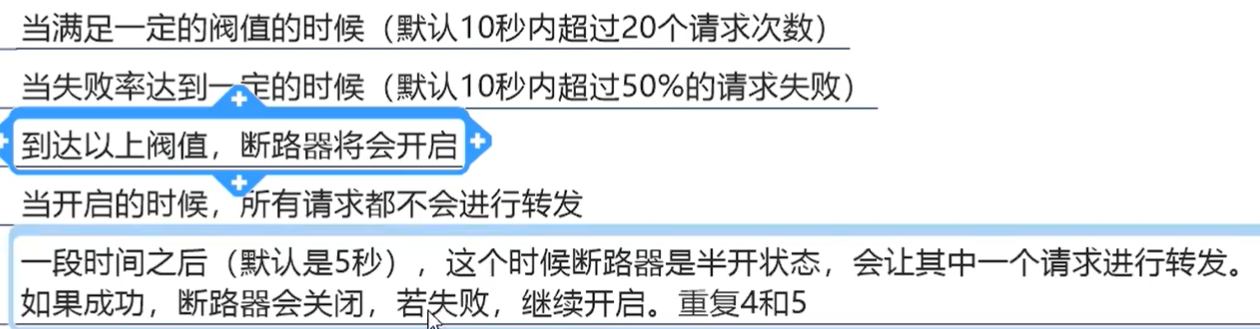 当满足一定的阀值的时候（默认10秒内超过20个请求次数）
当失败率达到一定的时候（默认10秒内超过50%的请求失败）
到达以上阀值，断路器将会开启
当开启的时候，所有请求都不会进行转发
一段时间之后（默认是5秒），这个时候断路器是半开状态，会让其中一个请求进行转发。
如果成功，断路器会关闭，若失败，继续开启。重复4和5